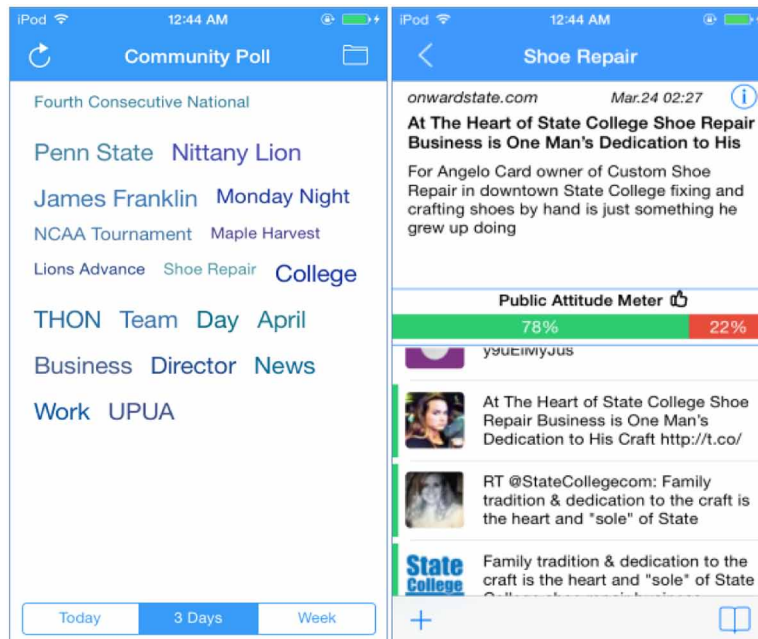 iPod 12:44 AM
Community Poll
Fourth Consecutive National
Penn State Nittany Lion
James Franklin Monday Night
NCAA Tournament Maple Harvest
Lions Advance Shoe Repair College
THON Team Day April
Business Director News
Work UPUA
Today 3 Days Week
iPod 12:44 AM
Shoe Repair
onwardstate.com Mar.24 02:27
At The Heart of State College Shoe Repair
Business is One Man's Dedication to His
For Angelo Card owner of Custom Shoe
Repair in downtown State College fixing and
crafting shoes by hand is just something he
grew up doing
Public Attitude Meter
78% 22%
y9uEiMyJus
At The Heart of State College Shoe
Repair Business is One Man's
Dedication to His Craft http://t.co/
RT @StateCollegecom: Family
tradition & dedication to the craft is
the heart and "sole" of State
State
College
Family tradition & dedication to the
craft is the heart and "sole" of State
College shoe repair business